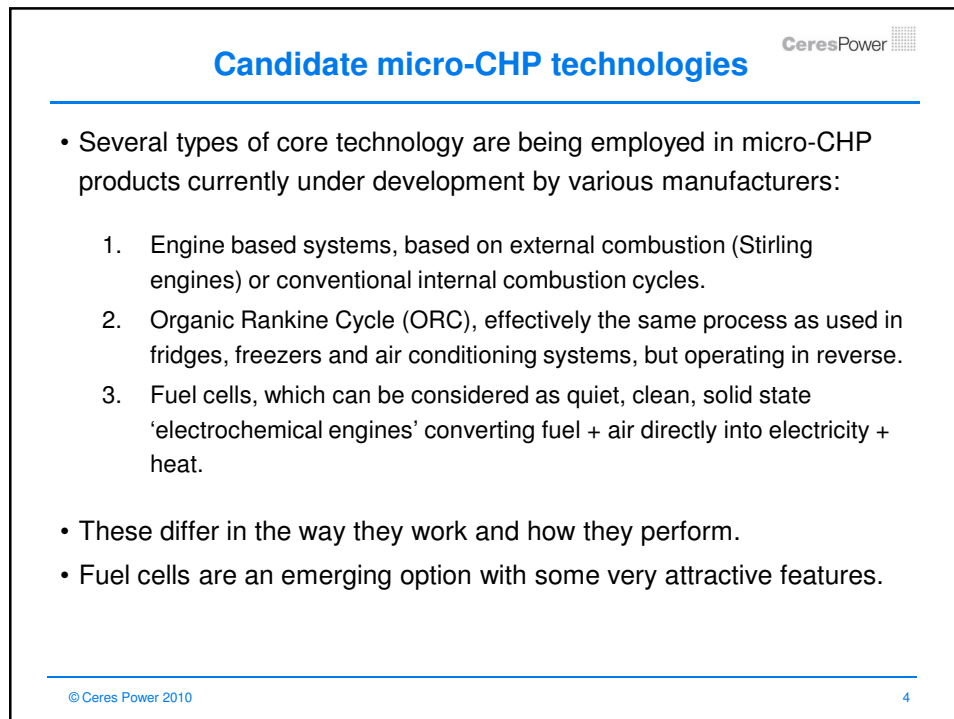 CeresPower
Candidate micro-CHP technologies
• Several types of core technology are being employed in micro-CHP
products currently under development by various manufacturers:
1. Engine based systems, based on external combustion (Stirling
engines) or conventional internal combustion cycles.
2. Organic Rankine Cycle (ORC), effectively the same process as used in
fridges, freezers and air conditioning systems, but operating in reverse.
3. Fuel cells, which can be considered as quiet, clean, solid state
‘electrochemical engines’ converting fuel + air directly into electricity +
heat.
• These differ in the way they work and how they perform.
• Fuel cells are an emerging option with some very attractive features.
© Ceres Power 2010
4